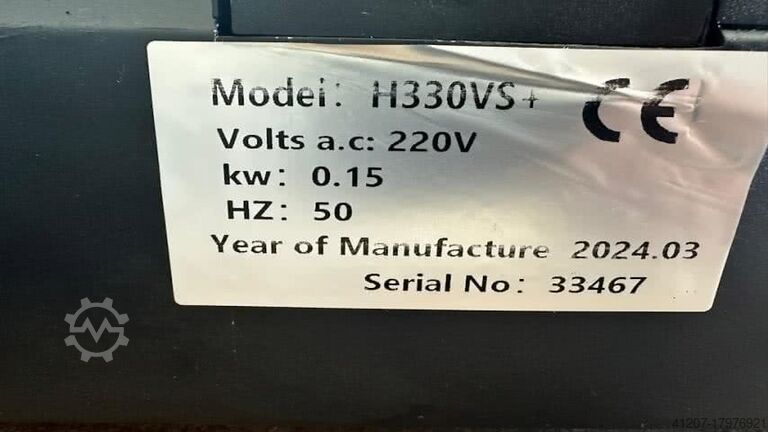 Modei: H330VS+ CE
Volts a.c: 220V
kw: 0.15
HZ: 50
Year of Manufacture 2024.03
Serial No: 33467
41207-17976921